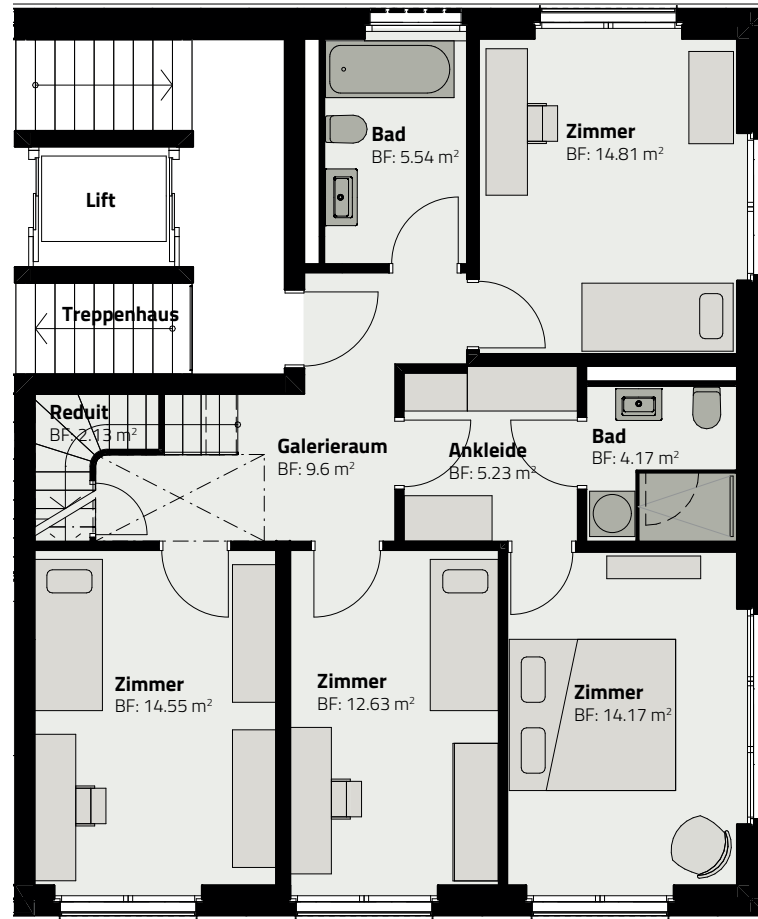 Bad
BF: 5.54 m²
Zimmer
BF: 14.81 m²
Lift
Treppenhaus
Reduit
BF: 2.13 m²
Galerieraum
BF: 9.6 m²
Ankleide
BF: 5.23 m²
Bad
BF: 4.17 m²
Zimmer
BF: 14.55 m²
Zimmer
BF: 12.63 m²
Zimmer
BF: 14.17 m²